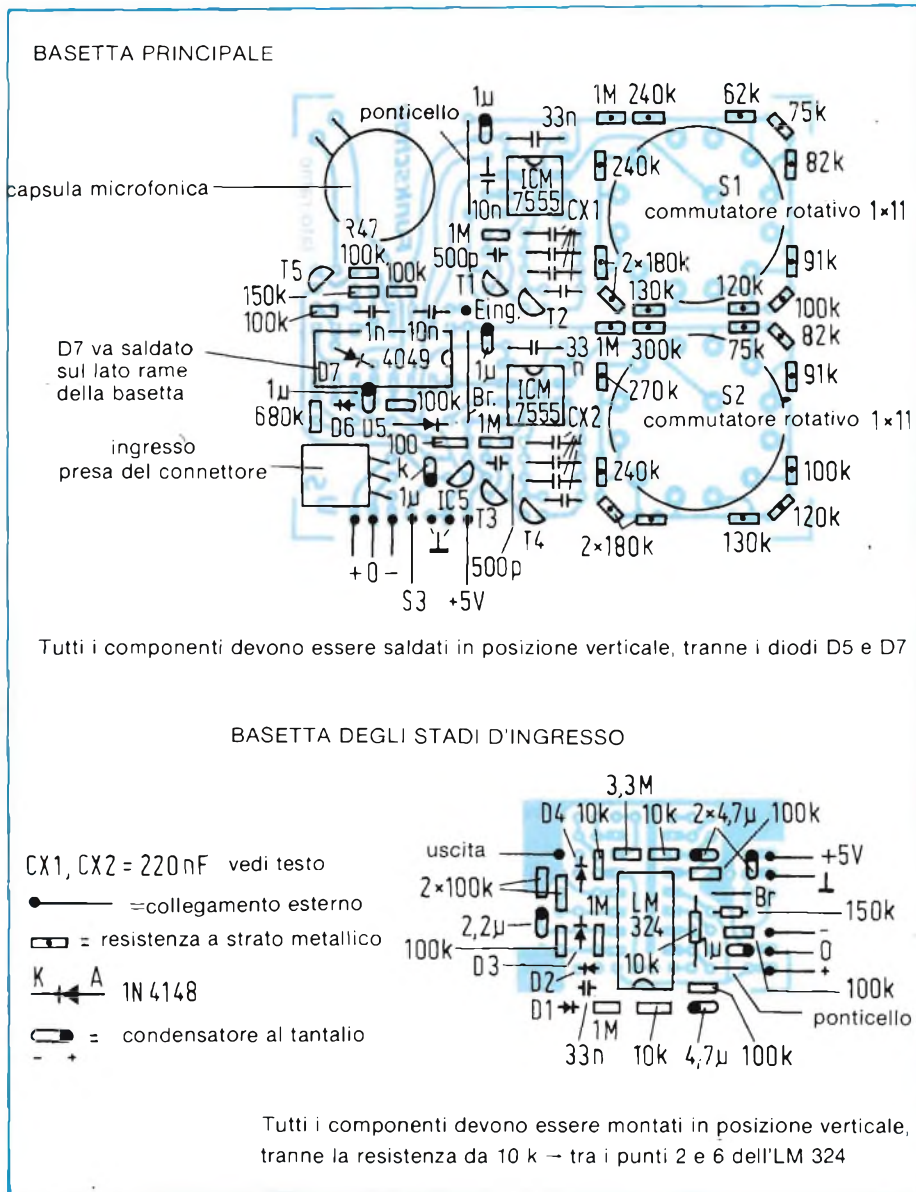 BASETTA PRINCIPALE
1µ
ponticello
33n
1M 240k
62k
75k
capsula microfonica
ICM
7555
10n
CX1
240k
S1
commutatore rotativo 1×11
82k
R47
100k
T5
150k
100k
100k
1M
500p
T1
T2
Eing.
2×180k
130k
120k
91k
100k
1n-10n
D7 va saldato
sul lato rame
della basetta
D7
4049
1µ
33
n
1M
300k
75k
82k
ICM
7555
CX2
Br.
270k
S2
commutatore rotativo 1×11
91k
1µ
680k
D6
100k
1M
100
k
ingresso
presa del connettore
1µ
IC5
T3
T4
240k
100k
120k
2×180k
130k
+0-
S3
+5V
500p
Tutti i componenti devono essere saldati in posizione verticale, tranne i diodi D5 e D7
BASETTA DEGLI STADI D'INGRESSO
3,3M
D4 10k
10k
2×4,7µ
100k
uscita
+5V
CX1, CX2 = 220nF vedi testo
2×100k
1M
LM
324
Br
150k
=collegamento esterno
2,2µ
-
0
+
= resistenza a strato metallico
100k
D3
D2
10k
1µ
100k
K A 1N 4148
ponticello
D1
= condensatore al tantalio
- +
33n
1M
10k
4,7µ
100k
Tutti i componenti devono essere montati in posizione verticale,
tranne la resistenza da 10 k – tra i punti 2 e 6 dell'LM 324